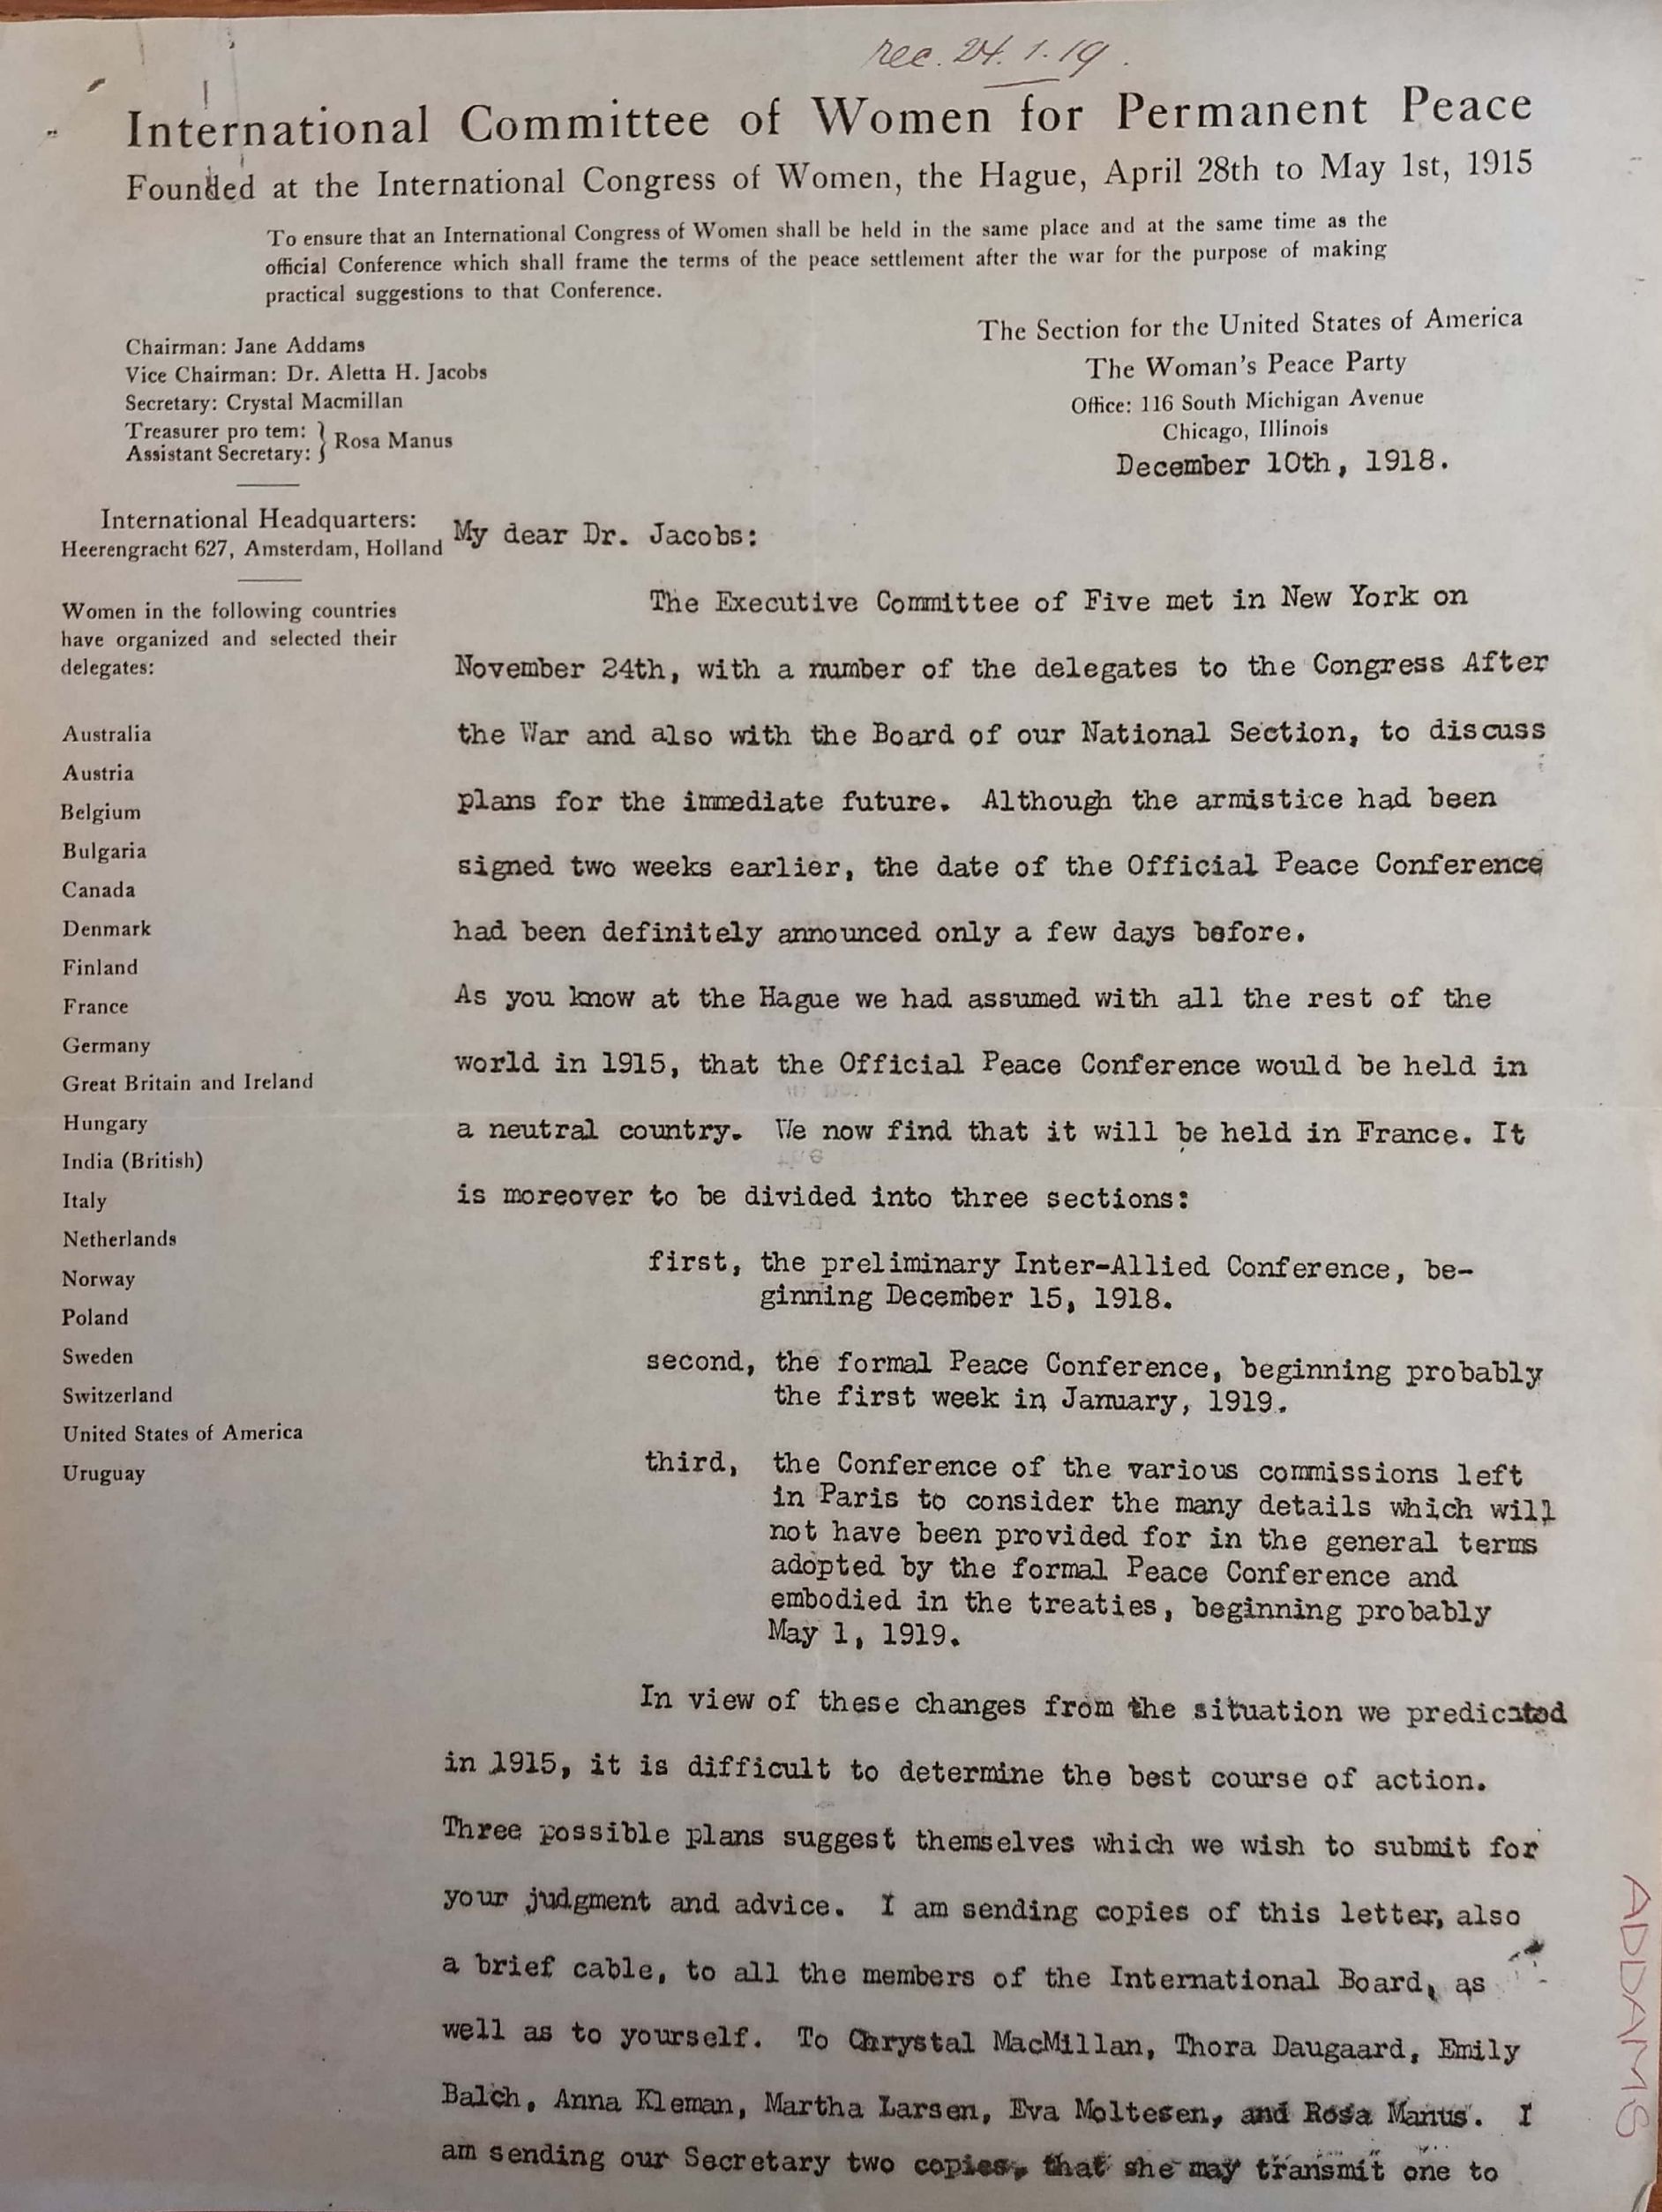 rec. 24.1.19.
International Committee of Women for Permanent Peace
Founded at the International Congress of Women, the Hague, April 28th to May 1st, 1915
To ensure that an International Congress of Women shall be held in the same place and at the same time as the
official Conference which shall frame the terms of the peace settlement after the war for the purpose of making
practical suggestions to that Conference.
Chairman: Jane Addams
Vice Chairman: Dr. Aletta H. Jacobs
Secretary: Crystal Macmillan
Treasurer pro tem: }
Assistant Secretary: } Rosa Manus
The Section for the United States of America
The Woman's Peace Party
Office: 116 South Michigan Avenue
Chicago, Illinois
December 10th, 1918.
International Headquarters:
Heerengracht 627, Amsterdam, Holland
Women in the following countries
have organized and selected their
delegates:
Australia
Austria
Belgium
Bulgaria
Canada
Denmark
Finland
France
Germany
Great Britain and Ireland
Hungary
India (British)
Italy
Netherlands
Norway
Poland
Sweden
Switzerland
United States of America
Uruguay
My dear Dr. Jacobs:
The Executive Committee of Five met in New York on
November 24th, with a number of the delegates to the Congress After
the War and also with the Board of our National Section, to discuss
plans for the immediate future. Although the armistice had been
signed two weeks earlier, the date of the Official Peace Conference
had been definitely announced only a few days before.
As you know at the Hague we had assumed with all the rest of the
world in 1915, that the Official Peace Conference would be held in
a neutral country. We now find that it will be held in France. It
is moreover to be divided into three sections:
first, the preliminary Inter-Allied Conference, be-
ginning December 15, 1918.
second, the formal Peace Conference, beginning probably
the first week in January, 1919.
third, the Conference of the various commissions left
in Paris to consider the many details which will
not have been provided for in the general terms
adopted by the formal Peace Conference and
embodied in the treaties, beginning probably
May 1, 1919.
In view of these changes from the situation we predicated
in 1915, it is difficult to determine the best course of action.
Three possible plans suggest themselves which we wish to submit for
your judgment and advice. I am sending copies of this letter, also
a brief cable, to all the members of the International Board, as
well as to yourself. To Chrystal MacMillan, Thora Daugaard, Emily
Balch, Anna Kleman, Martha Larsen, Eva Moltesen, and Rosa Manus. I
am sending our Secretary two copies, that she may transmit one to
ADDAMS